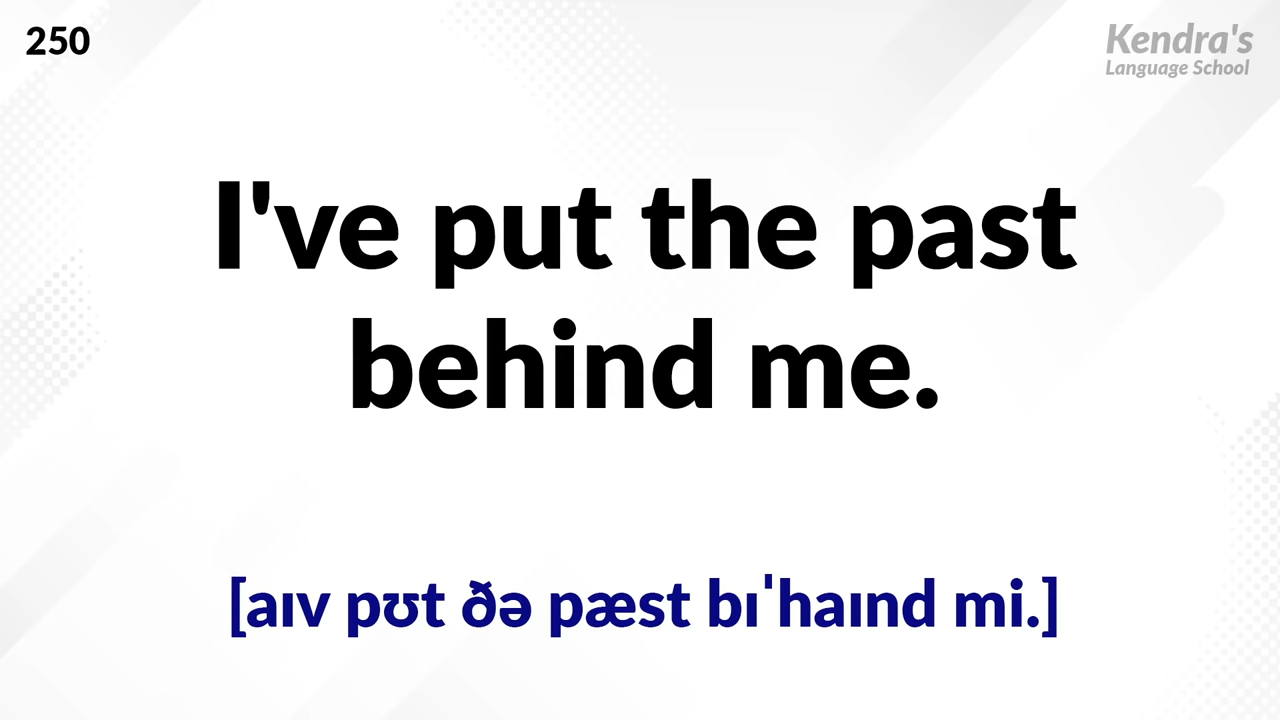 250
Kendra's
Language School
I've put the past
behind me.
[aɪv pʊt ðə pæst bɪˈhaɪnd mi.]